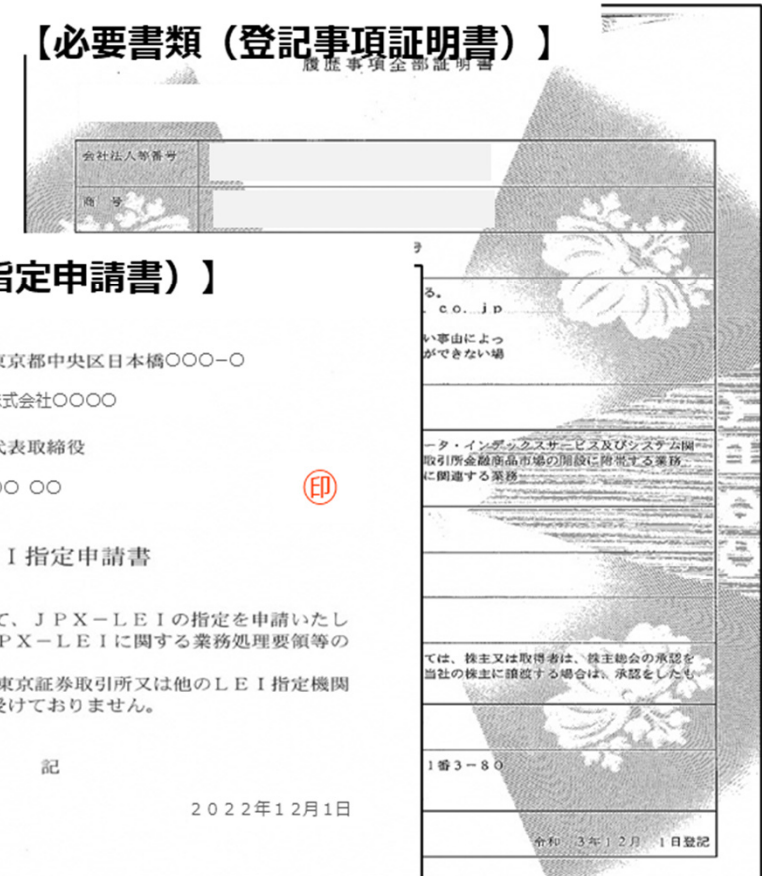 【必要書類（登記事項証明書）】
履歴事項全部証明書
会社法人等番号
商　号
指定申請書）】
東京都中央区日本橋○○○-○
株式会社○○○○
代表取締役
○○ ○○
印
ＥＩ指定申請書
て、ＪＰＸ－ＬＥＩの指定を申請いたし
ＰＸ－ＬＥＩに関する業務処理要領等の
東京証券取引所又は他のＬＥＩ指定機関
受けておりません。
記
２０２２年１２月１日
る。
．ｃｏ．ｊｐ
い事由によっ
ができない場
ータ・インデックスサービス及びシステム関
取引所金融商品市場の開設に附帯する業務
に関連する業務
ては、株主又は取得者は、株主総会の承認を
当社の株主に譲渡する場合は、承認をしたも
１番３－８０
令和　３年１２月　１日登記